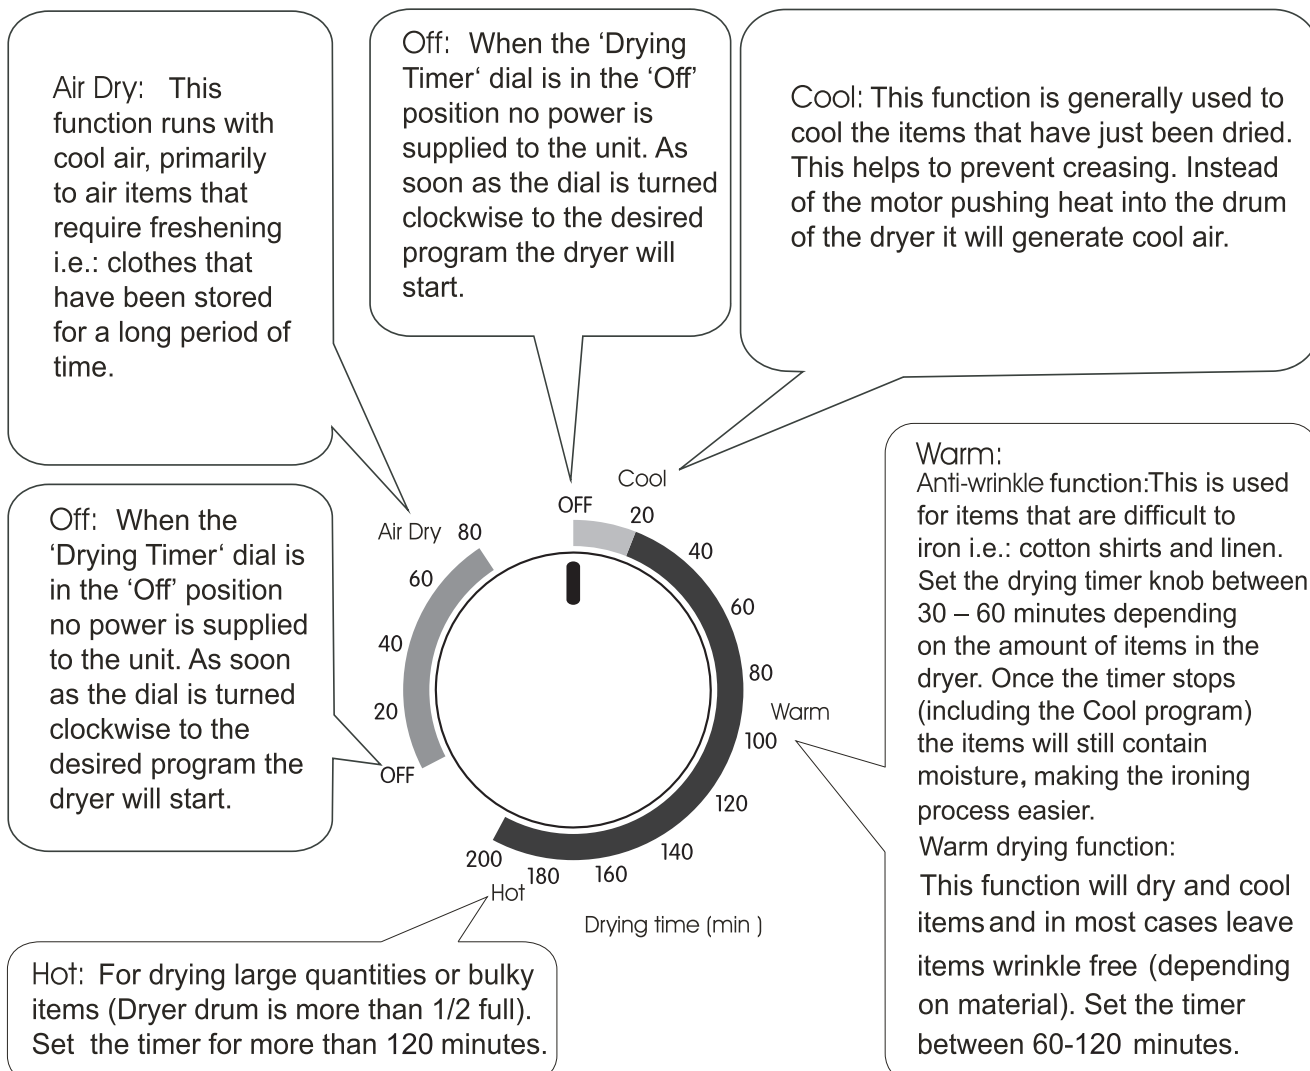 Air Dry: This
function runs with
cool air, primarily
to air items that
require freshening
i.e.: clothes that
have been stored
for a long period of
time.
Off: When the ‘Drying
Timer‘ dial is in the ‘Off’
position no power is
supplied to the unit. As
soon as the dial is turned
clockwise to the desired
program the dryer will
start.
Cool: This function is generally used to
cool the items that have just been dried.
This helps to prevent creasing. Instead
of the motor pushing heat into the drum
of the dryer it will generate cool air.
Off: When the
‘Drying Timer‘ dial is
in the ‘Off’ position
no power is supplied
to the unit. As soon
as the dial is turned
clockwise to the
desired program the
dryer will start.
Cool
OFF
20
40
60
80
Warm
100
120
140
160
180
200
Hot
Drying time (min )
Air Dry
80
60
40
20
OFF
Warm:
Anti-wrinkle function:This is used
for items that are difficult to
iron i.e.: cotton shirts and linen.
Set the drying timer knob between
30 – 60 minutes depending
on the amount of items in the
dryer. Once the timer stops
(including the Cool program)
the items will still contain
moisture, making the ironing
process easier.
Warm drying function:
This function will dry and cool
items and in most cases leave
items wrinkle free (depending
on material). Set the timer
between 60-120 minutes.
Hot: For drying large quantities or bulky
items (Dryer drum is more than 1/2 full).
Set the timer for more than 120 minutes.